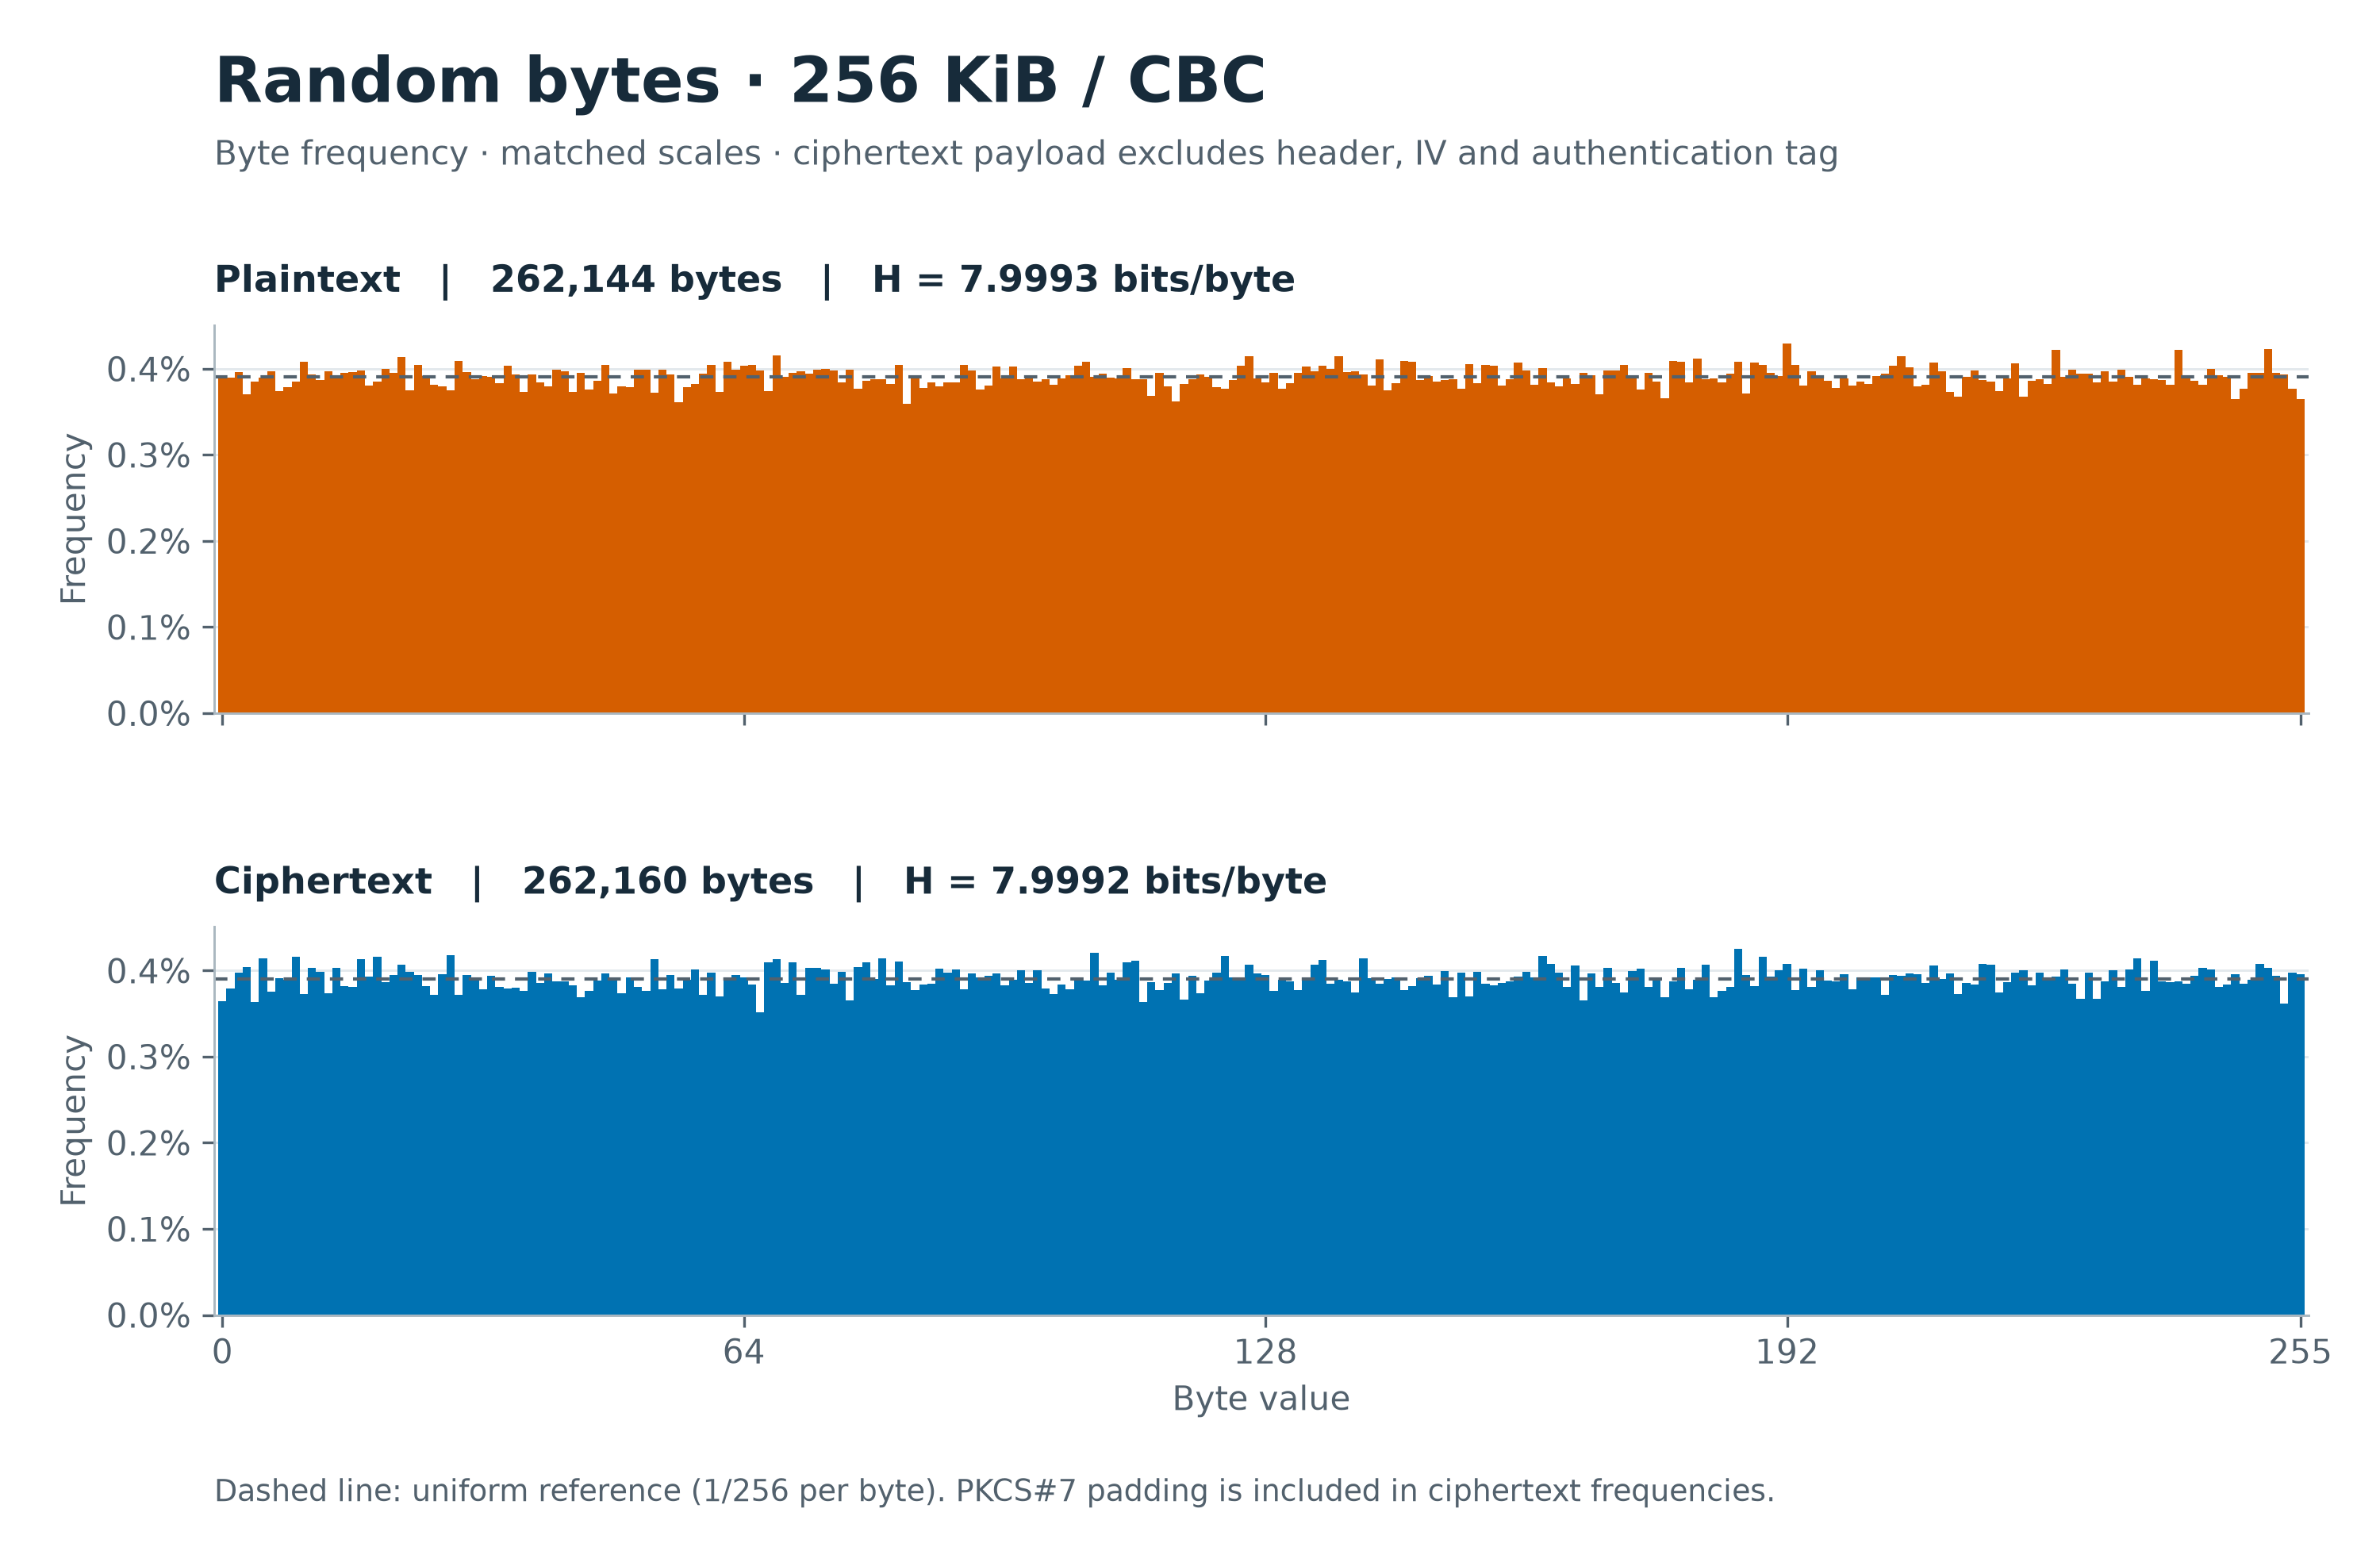 Random bytes · 256 KiB / CBC
Byte frequency · matched scales · ciphertext payload excludes header, IV and authentication tag
Plaintext | 262,144 bytes | H = 7.9993 bits/byte
Frequency
0.4%
0.3%
0.2%
0.1%
0.0%
Ciphertext | 262,160 bytes | H = 7.9992 bits/byte
Frequency
0.4%
0.3%
0.2%
0.1%
0.0%
0 64 128 192 255
Byte value
Dashed line: uniform reference (1/256 per byte). PKCS#7 padding is included in ciphertext frequencies.